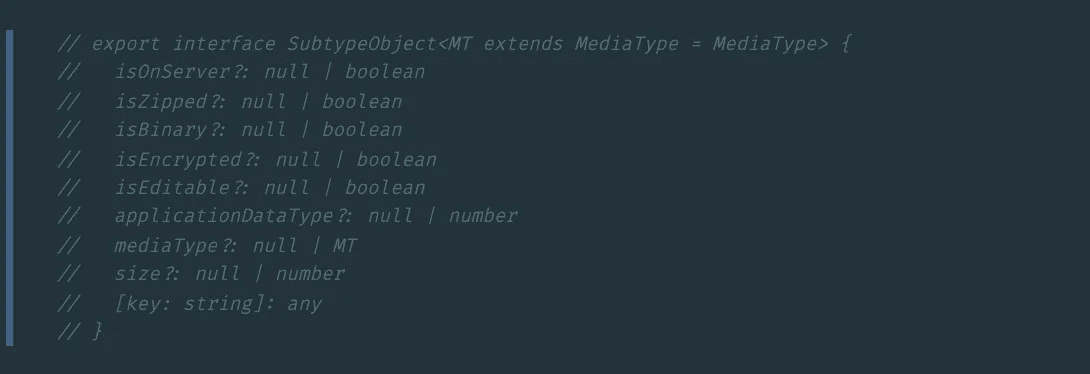 // export interface SubtypeObject<MT extends MediaType = MediaType> {
//   isOnServer?: null | boolean
//   isZipped?: null | boolean
//   isBinary?: null | boolean
//   isEncrypted?: null | boolean
//   isEditable?: null | boolean
//   applicationDataType?: null | number
//   mediaType?: null | MT
//   size?: null | number
//   [key: string]: any
// }